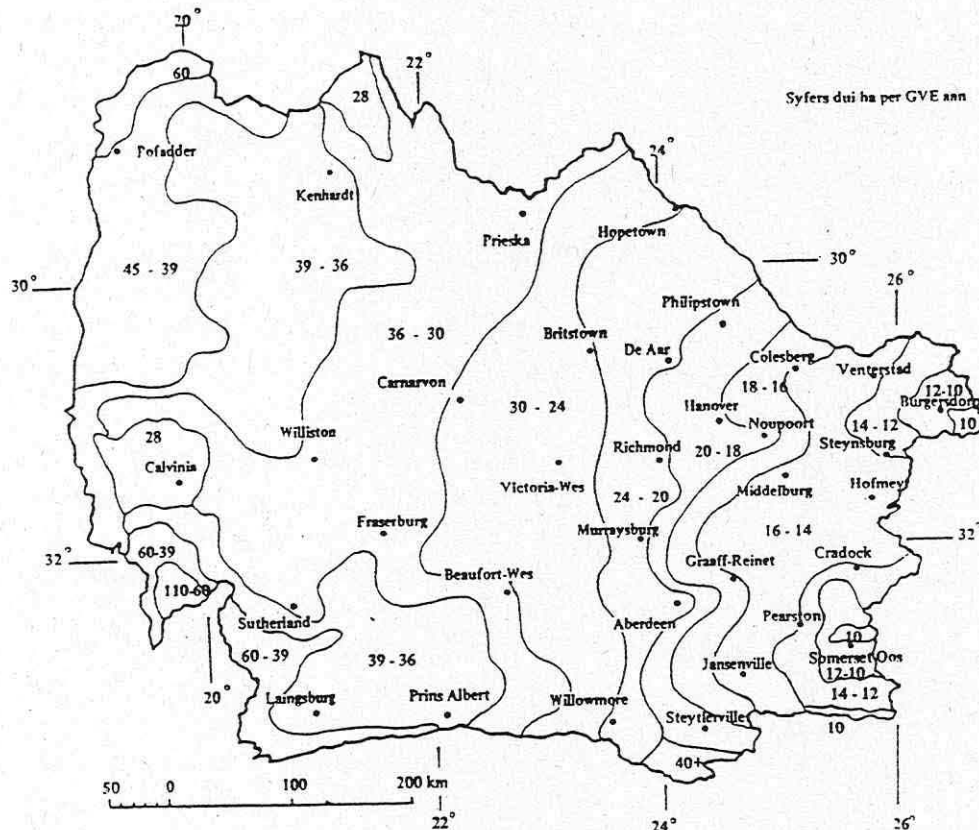 20°
22°
60
28
Syfers dui ha per GVE aan
24°
Pofadder
Kenhardt
Prieska
Hopetown
30°
45 - 39
39 - 36
30°
26°
Philipstown
36 - 30
Britstown
De Aar
Colesberg
Venterstad
18 - 16
12-10
Carnarvon
30 - 24
Hanover
Burgersdorp
14 - 12
10
Noupoort
28
Williston
Richmond
20 - 18
Steynsburg
Calvinia
Victoria-Wes
Middelburg
Hofmeyr
24 - 20
Fraserburg
Murraysburg
16 - 14
32°
32°
60-39
Cradock
Graaff-Reinet
Beaufort-Wes
110-60
Sutherland
Aberdeen
Pearston
10
60 - 39
39 - 36
Jansenville
Somerset-Oos
12-10
20°
Laingsburg
Prins Albert
Willowmore
14 - 12
Steytlerville
10
40+
50 0 100 200 km
22°
24°
26°